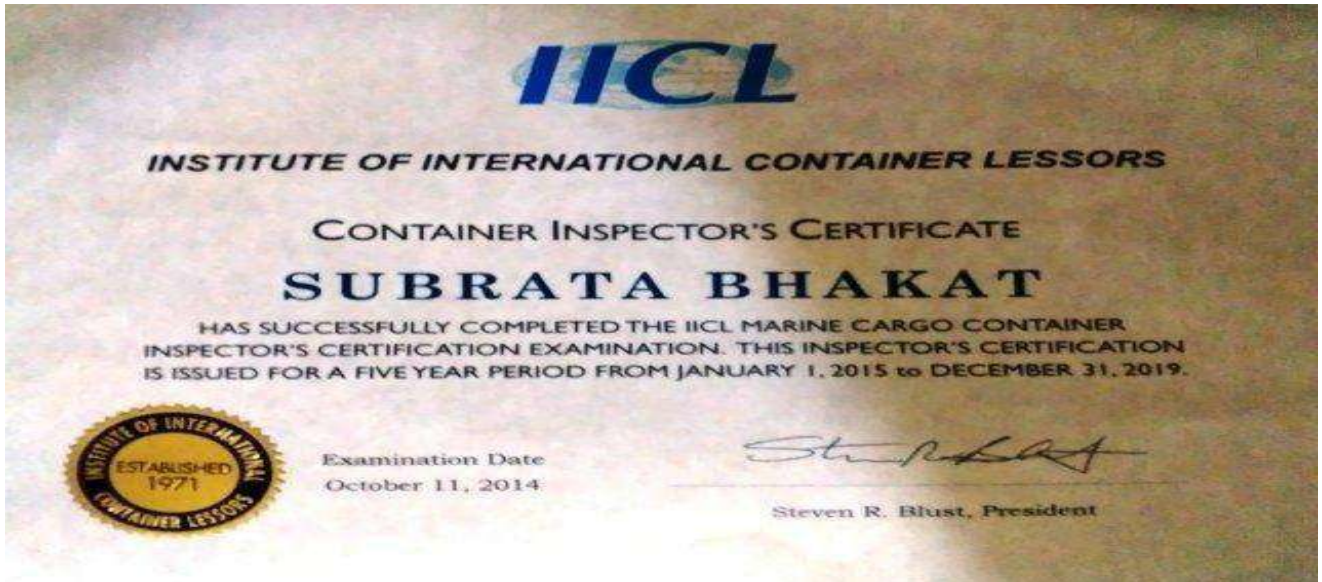 IICL
INSTITUTE OF INTERNATIONAL CONTAINER LESSORS
CONTAINER INSPECTOR'S CERTIFICATE
SUBRATA BHAKAT
HAS SUCCESSFULLY COMPLETED THE IICL MARINE CARGO CONTAINER
INSPECTOR'S CERTIFICATION EXAMINATION. THIS INSPECTOR'S CERTIFICATION
IS ISSUED FOR A FIVE YEAR PERIOD FROM JANUARY 1, 2015 to DECEMBER 31, 2019.
INSTITUTE OF INTERNATIONAL
ESTABLISHED
1971
CONTAINER LESSORS
Examination Date
October 11, 2014
Steven R. Blust, President